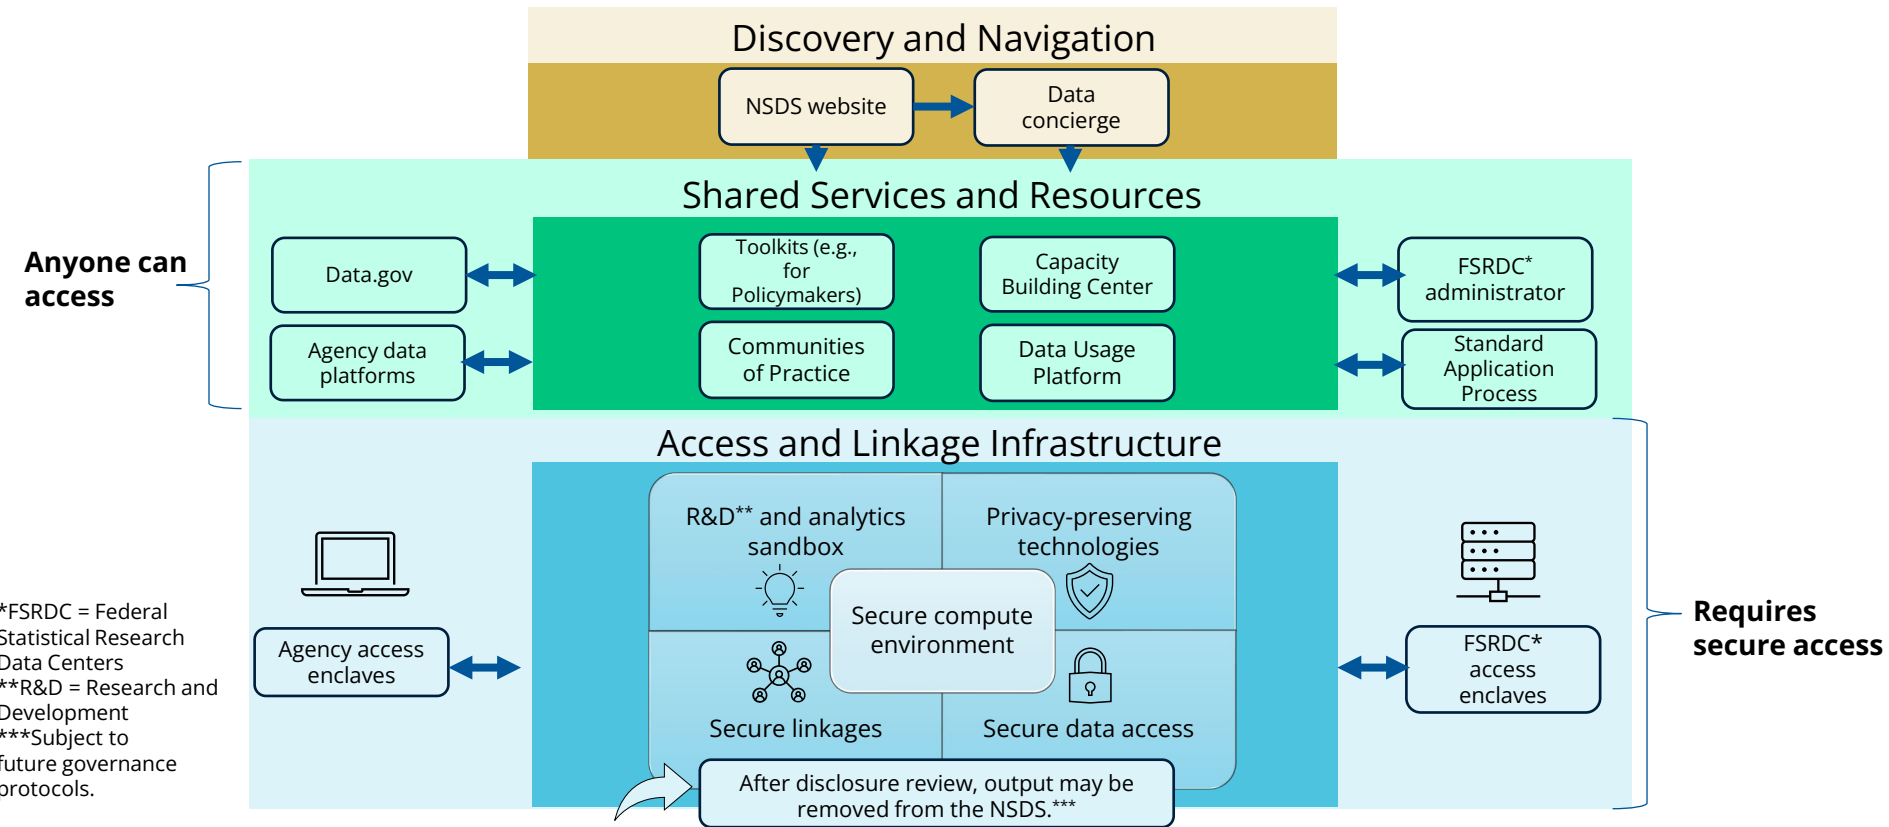 Discovery and Navigation
NSDS website
Data
concierge
Shared Services and Resources
Anyone can
access
Data.gov
Toolkits (e.g.,
for
Policymakers)
Capacity
Building Center
FSRDC*
administrator
Agency data
platforms
Communities
of Practice
Data Usage
Platform
Standard
Application
Process
Access and Linkage Infrastructure
R&D** and analytics
sandbox
Privacy-preserving
technologies
Secure compute
environment
Secure linkages
Secure data access
Agency access
enclaves
FSRDC*
access
enclaves
Requires
secure access
After disclosure review, output may be
removed from the NSDS.***
*FSRDC = Federal
Statistical Research
Data Centers
**R&D = Research and
Development
***Subject to
future governance
protocols.